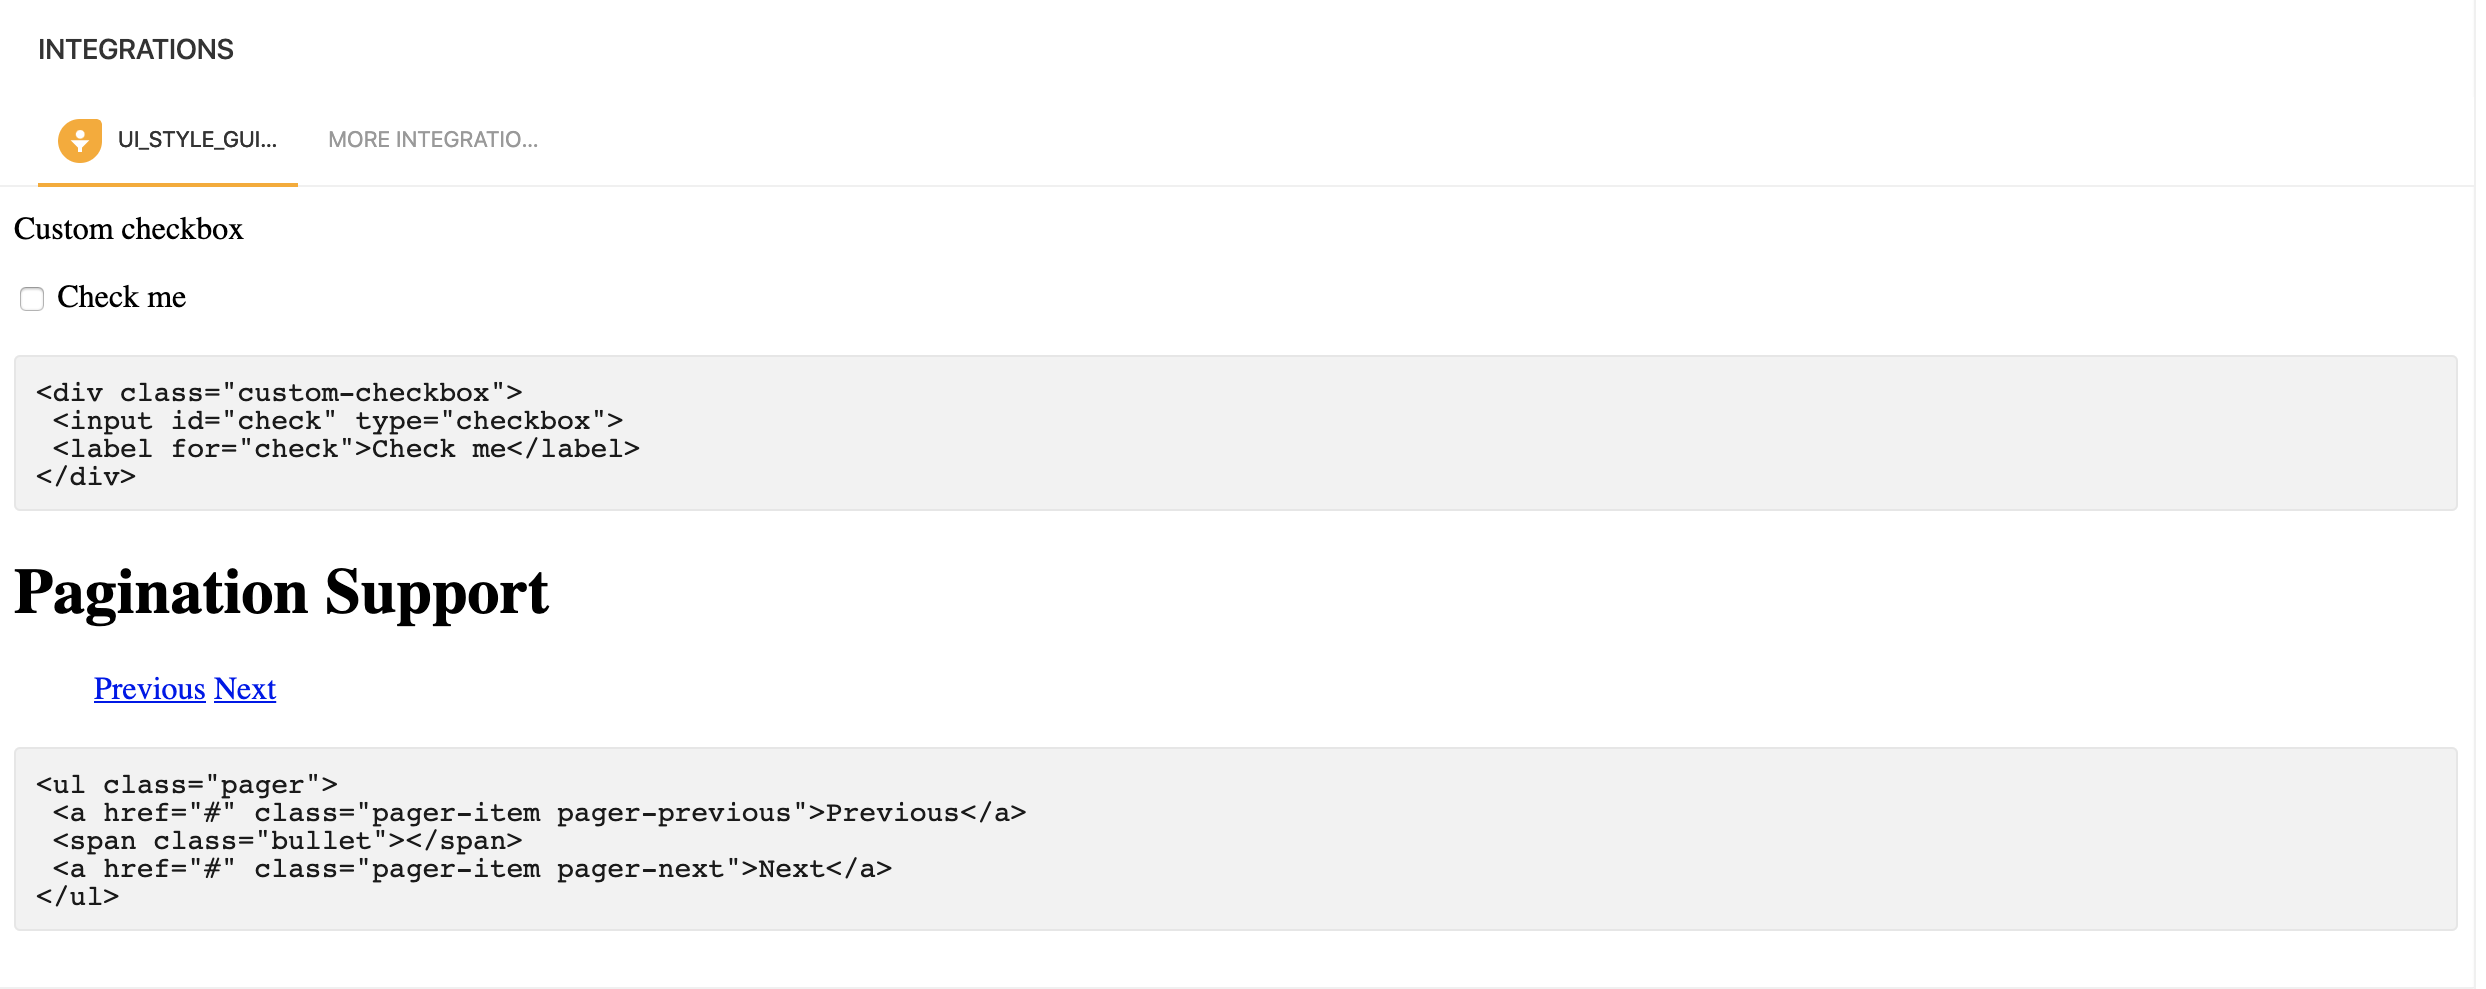 INTEGRATIONS
UI_STYLE_GUI... MORE INTEGRATIO...
Custom checkbox
Check me
<div class="custom-checkbox">
 <input id="check" type="checkbox">
 <label for="check">Check me</label>
</div>
Pagination Support
Previous Next
<ul class="pager">
 <a href="#" class="pager-item pager-previous">Previous</a>
 <span class="bullet"></span>
 <a href="#" class="pager-item pager-next">Next</a>
</ul>